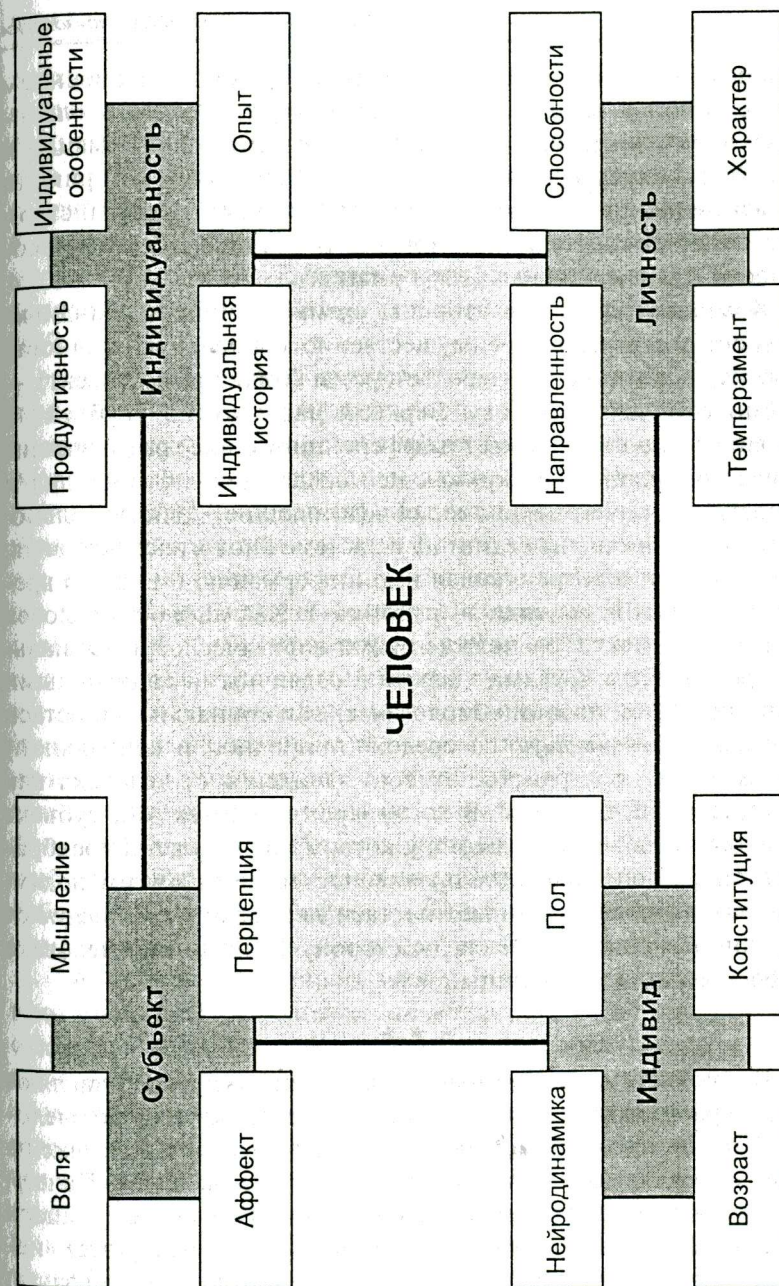 Воля
Мышление
Продуктивность
Индивидуальные
особенности
Субъект
Индивидуальность
Аффект
Перцепция
Индивидуальная
история
Опыт
ЧЕЛОВЕК
Нейродинамика
Пол
Направленность
Способности
Индивид
Личность
Возраст
Конституция
Темперамент
Характер